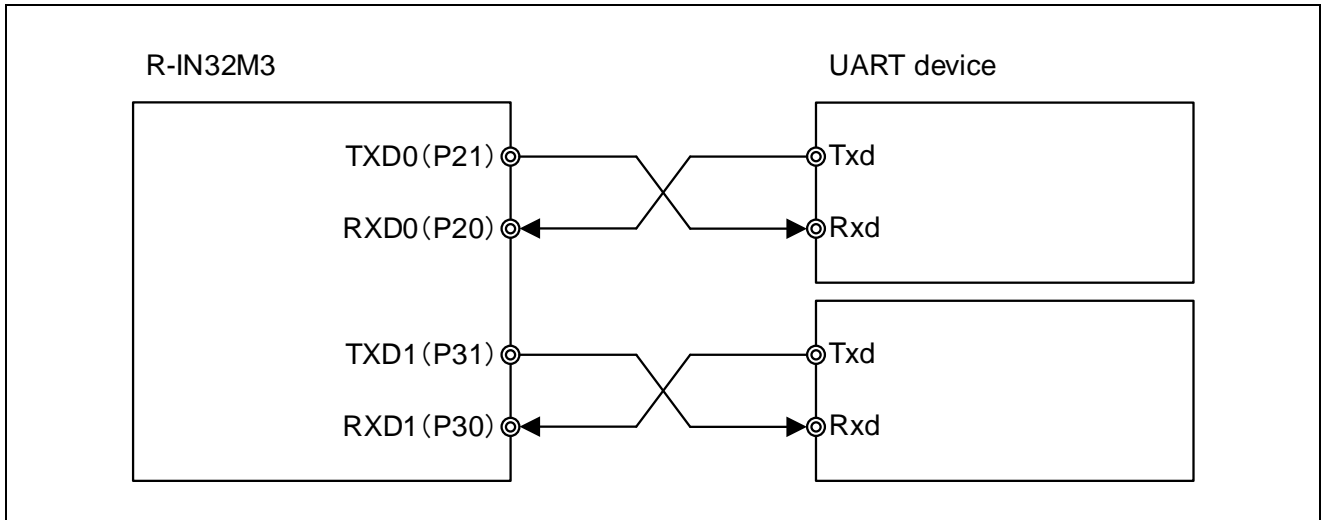 R-IN32M3
UART device
TXD0（P21）
Txd
RXD0（P20）
Rxd
TXD1（P31）
Txd
RXD1（P30）
Rxd